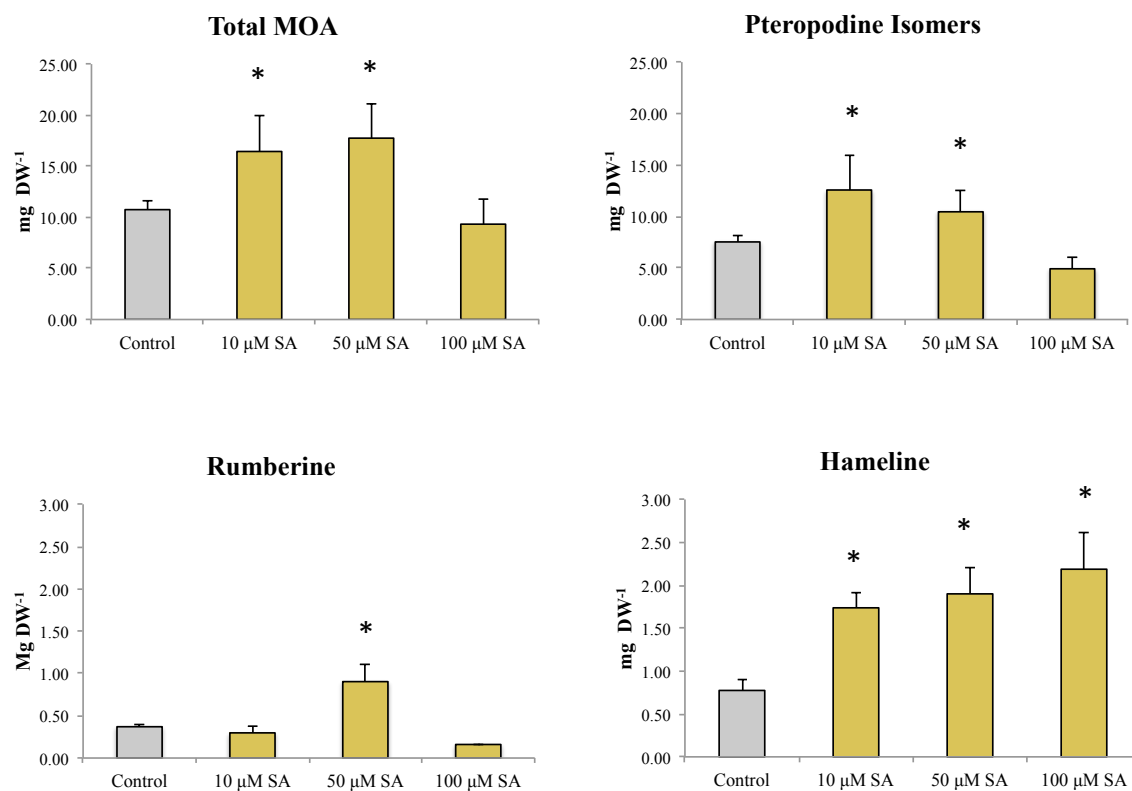 Total MOA
25.00
20.00
15.00
10.00
5.00
0.00
mg DW-1
* *
Control 10 μM SA 50 μM SA 100 μM SA
Pteropodine Isomers
25.00
20.00
15.00
10.00
5.00
0.00
mg DW-1
* *
Control 10 μM SA 50 μM SA 100 μM SA
Rumberine
3.00
2.50
2.00
1.50
1.00
0.50
0.00
Mg DW-1
*
Control 10 μM SA 50 μM SA 100 μM SA
Hameline
3.00
2.50
2.00
1.50
1.00
0.50
0.00
mg DW-1
* * *
Control 10 μM SA 50 μM SA 100 μM SA